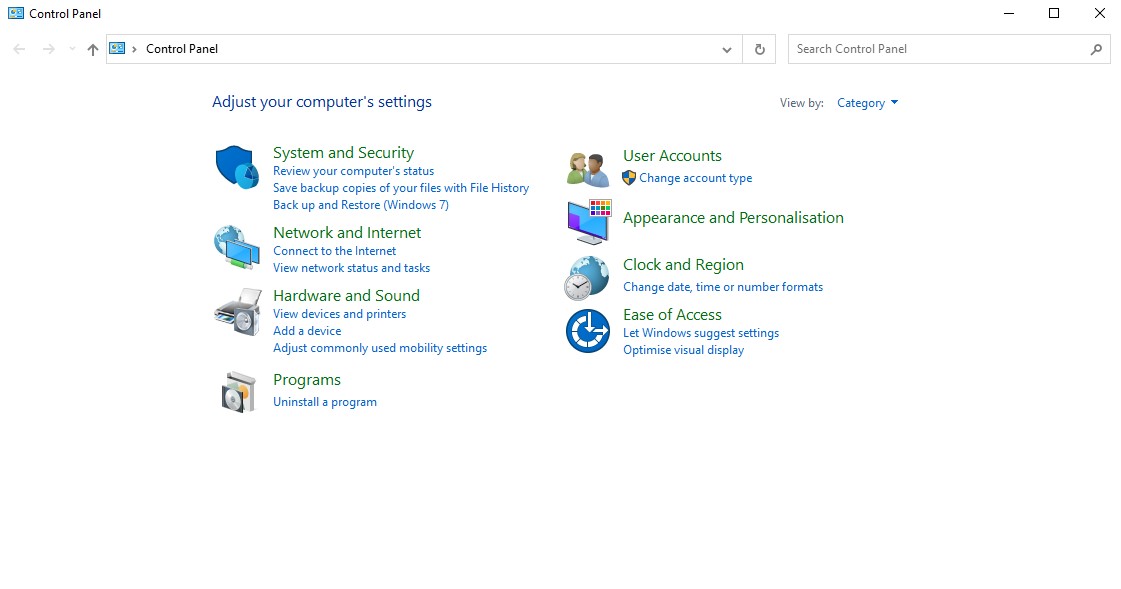 Control Panel
Control Panel
Search Control Panel
Adjust your computer's settings
View by: Category
System and Security
Review your computer's status
Save backup copies of your files with File History
Back up and Restore (Windows 7)
Network and Internet
Connect to the Internet
View network status and tasks
Hardware and Sound
View devices and printers
Add a device
Adjust commonly used mobility settings
Programs
Uninstall a program
User Accounts
Change account type
Appearance and Personalisation
Clock and Region
Change date, time or number formats
Ease of Access
Let Windows suggest settings
Optimise visual display